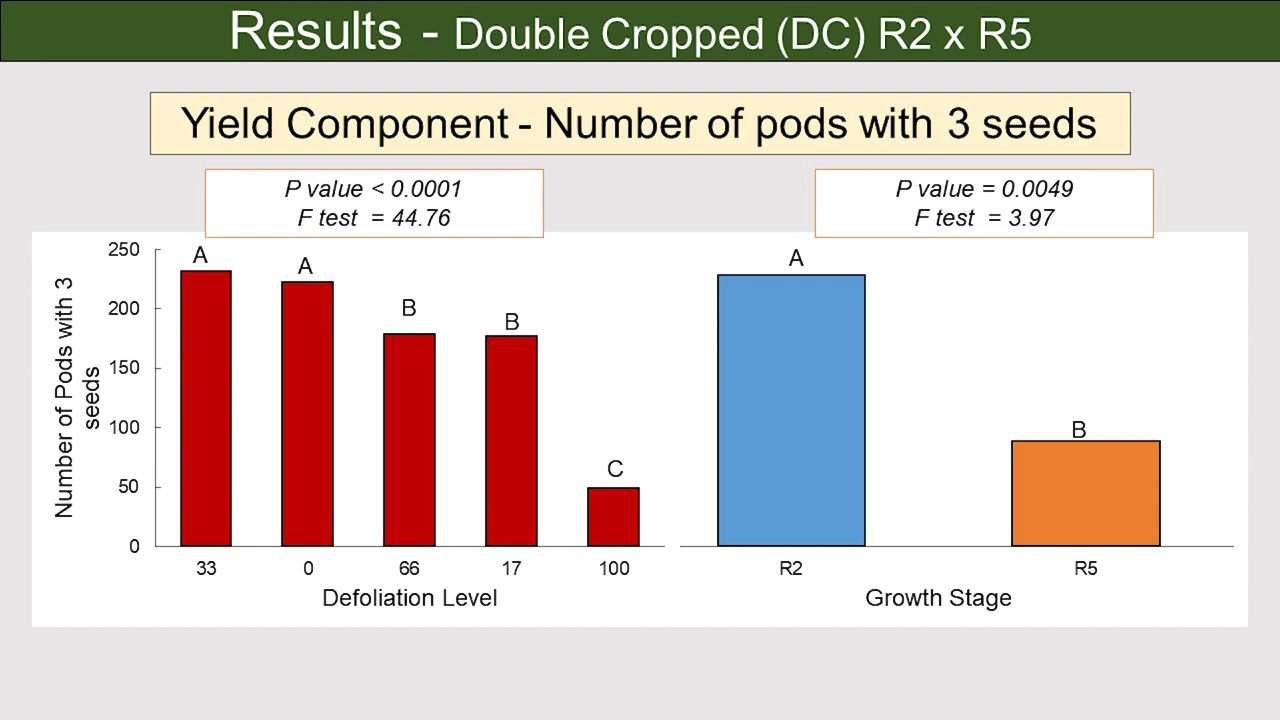 Results - Double Cropped (DC) R2 x R5
Yield Component - Number of pods with 3 seeds
P value < 0.0001
F test = 44.76
P value = 0.0049
F test = 3.97
Number of Pods with 3
seeds
250
200
150
100
50
0
A
A
B
B
C
33
0
66
17
100
Defoliation Level
A
B
R2
R5
Growth Stage